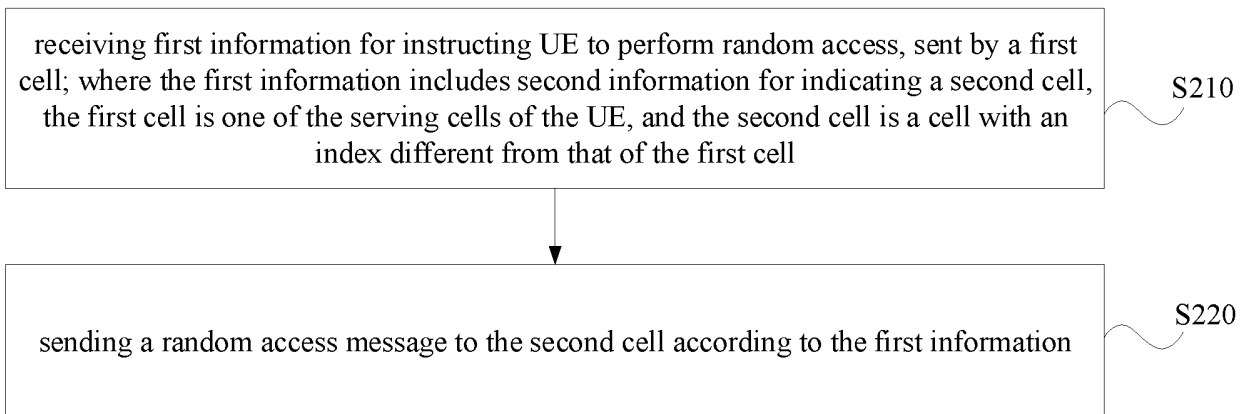 receiving first information for instructing UE to perform random access, sent by a first
cell; where the first information includes second information for indicating a second cell,
the first cell is one of the serving cells of the UE, and the second cell is a cell with an
index different from that of the first cell
S210
sending a random access message to the second cell according to the first information
S220